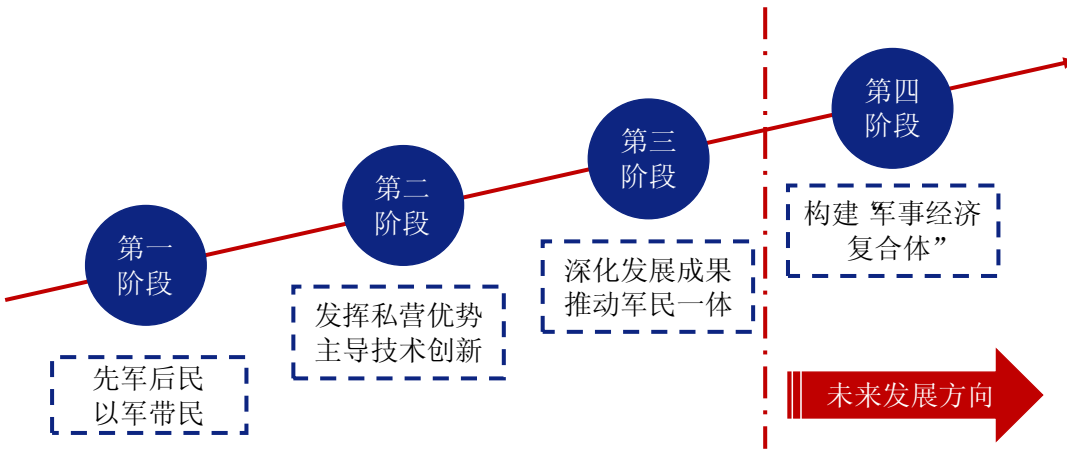 第一
阶段
先军后民
以军带民
第二
阶段
发挥私营优势
主导技术创新
第三
阶段
深化发展成果
推动军民一体
第四
阶段
构建“军事经济
复合体”
未来发展方向